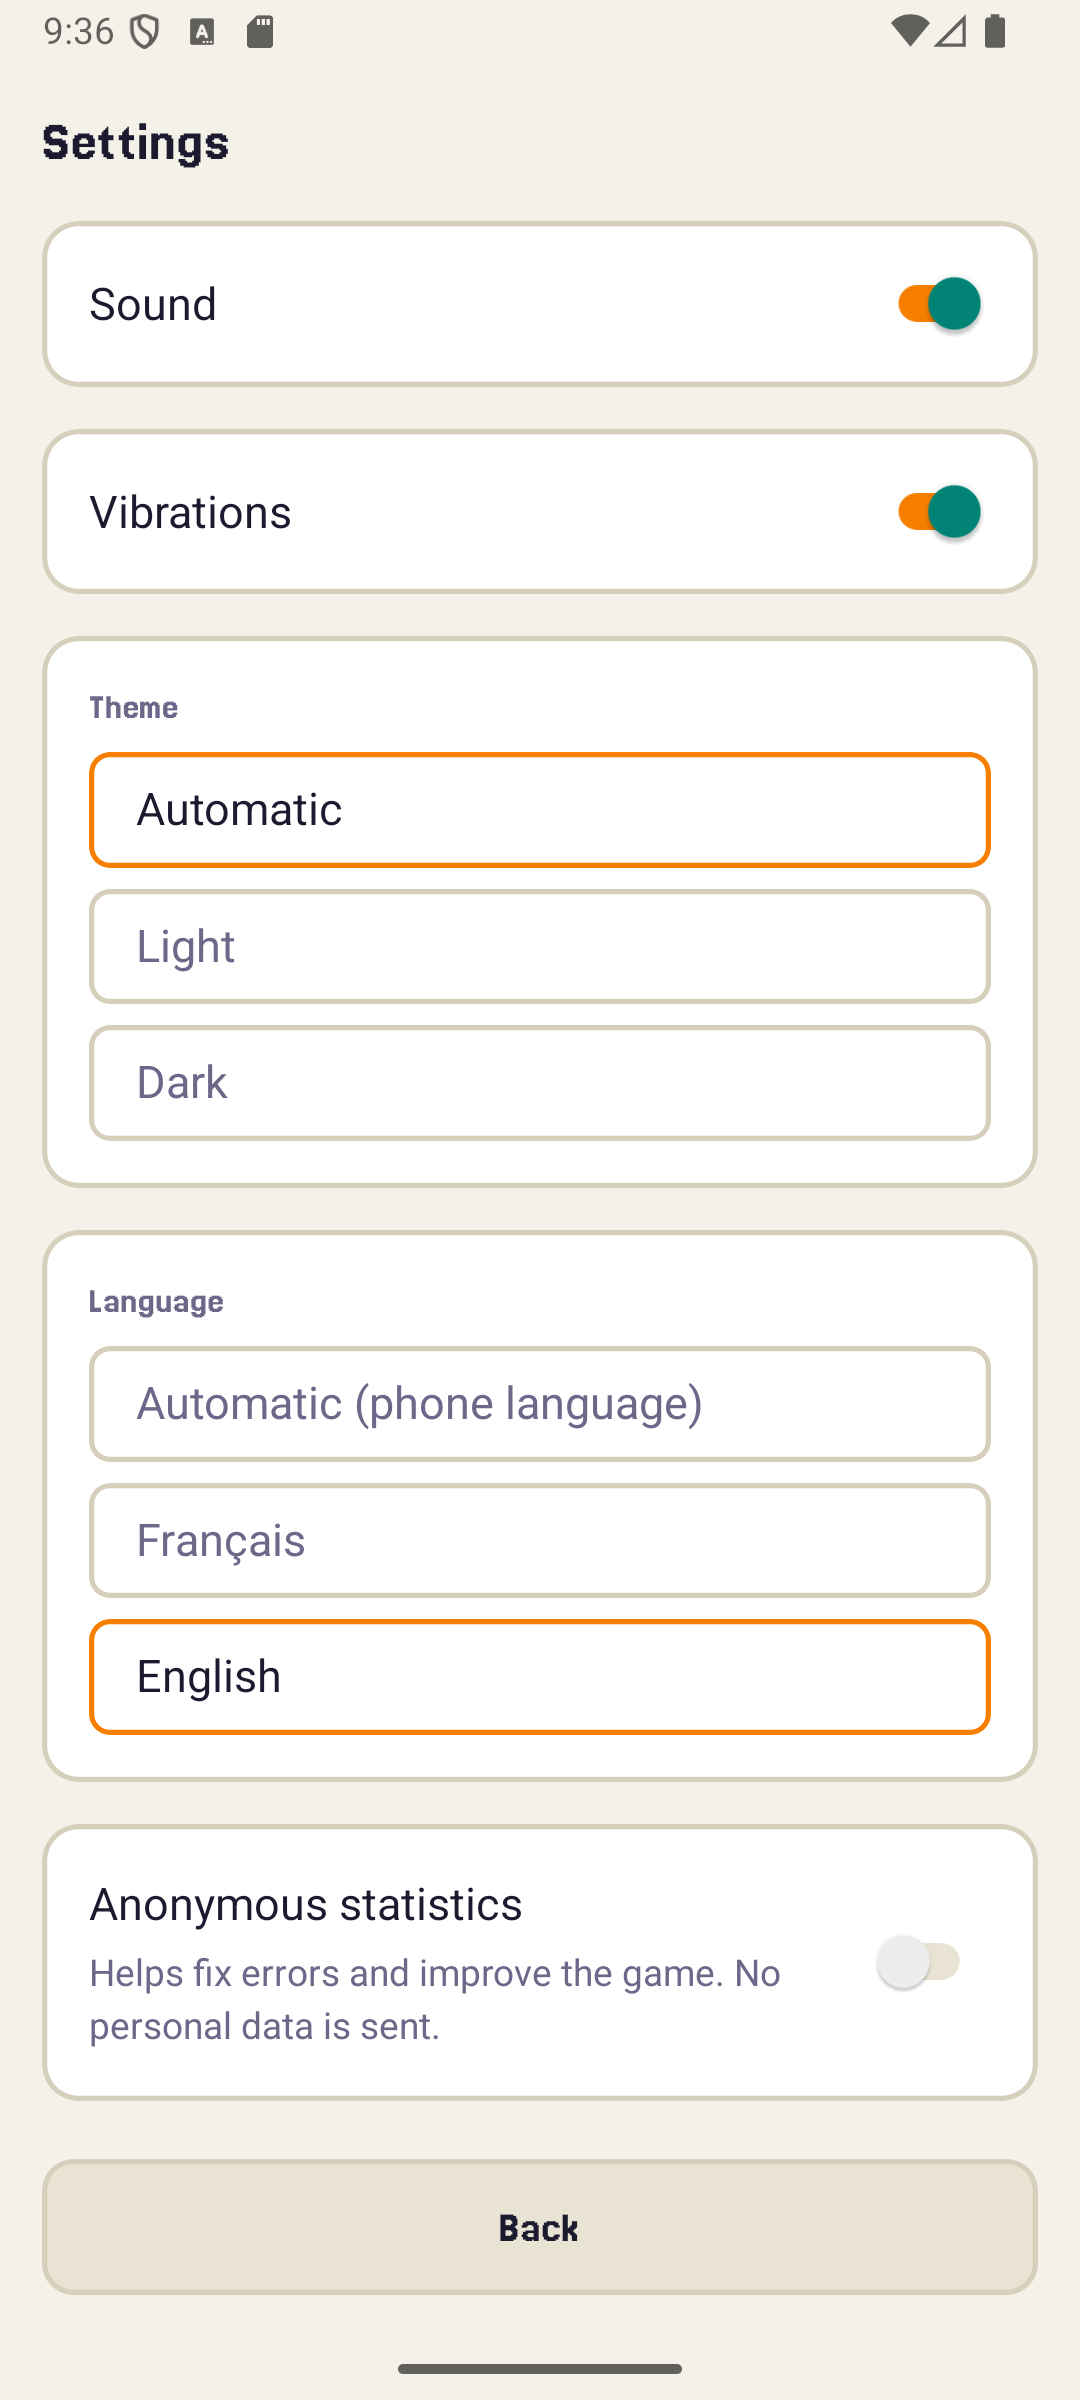 9:36
Settings
Sound
Vibrations
Theme
Automatic
Light
Dark
Language
Automatic (phone language)
Français
English
Anonymous statistics
Helps fix errors and improve the game. No
personal data is sent.
Back